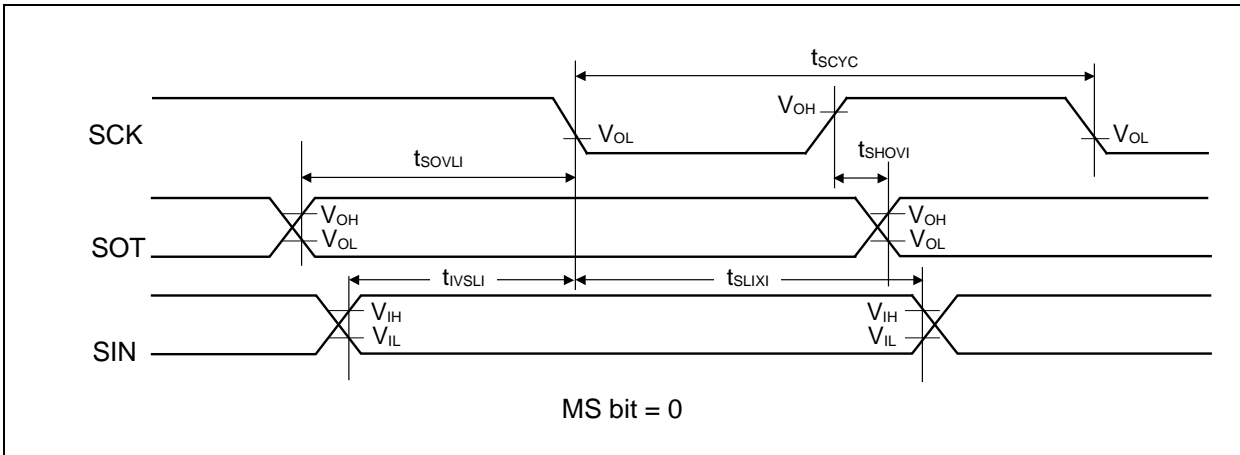 tSCYC
SCK
VOH
VOL
VOL
tSOVLI
tSHOVI
SOT
VOH
VOL
VOH
VOL
tIVSLI
tSLIXI
SIN
VIH
VIL
VIH
VIL
MS bit = 0